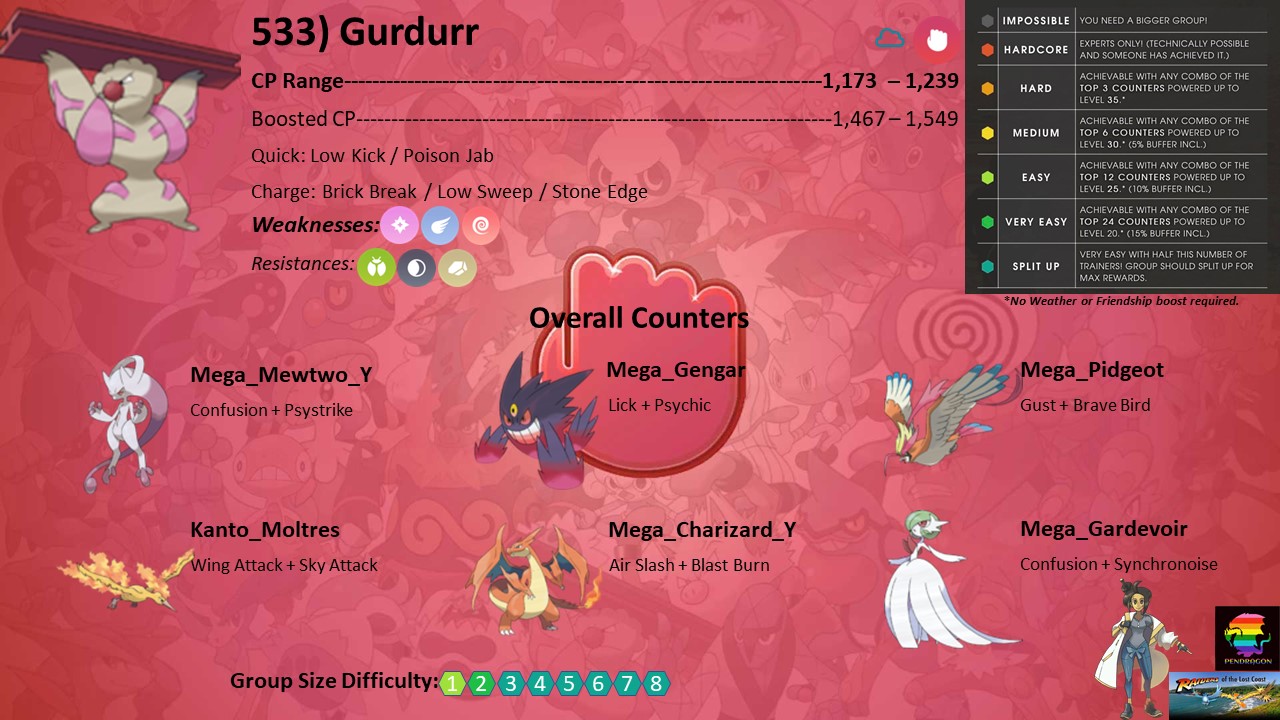 533) Gurdurr
CP Range---1,173 – 1,239
Boosted CP---1,467 – 1,549
Quick: Low Kick / Poison Jab
Charge: Brick Break / Low Sweep / Stone Edge
Weaknesses:
Resistances:
IMPOSSIBLE YOU NEED A BIGGER GROUP!
HARDCORE EXPERTS ONLY! (TECHNICALLY POSSIBLE
AND SOMEONE HAS ACHIEVED IT.)
HARD ACHIEVABLE WITH ANY COMBO OF THE
TOP 3 COUNTERS POWERED UP TO
LEVEL 35.*
MEDIUM ACHIEVABLE WITH ANY COMBO OF THE
TOP 6 COUNTERS POWERED UP TO
LEVEL 30.* (5% BUFFER INCL.)
EASY ACHIEVABLE WITH ANY COMBO OF THE
TOP 12 COUNTERS POWERED UP TO
LEVEL 25.* (10% BUFFER INCL.)
VERY EASY ACHIEVABLE WITH ANY COMBO OF THE
TOP 24 COUNTERS POWERED UP TO
LEVEL 20.* (15% BUFFER INCL.)
SPLIT UP VERY EASY WITH HALF THIS NUMBER OF
TRAINERS! GROUP SHOULD SPLIT UP FOR
MAX REWARDS.
*No Weather or Friendship boost required.
Overall Counters
Mega_Mewtwo_Y
Confusion + Psystrike
Mega_Gengar
Lick + Psychic
Mega_Pidgeot
Gust + Brave Bird
Kanto_Moltres
Wing Attack + Sky Attack
Mega_Charizard_Y
Air Slash + Blast Burn
Mega_Gardevoir
Confusion + Synchronoise
Group Size Difficulty: 1 2 3 4 5 6 7 8
PENDRAGON
RAIDERS of the Lost Coast